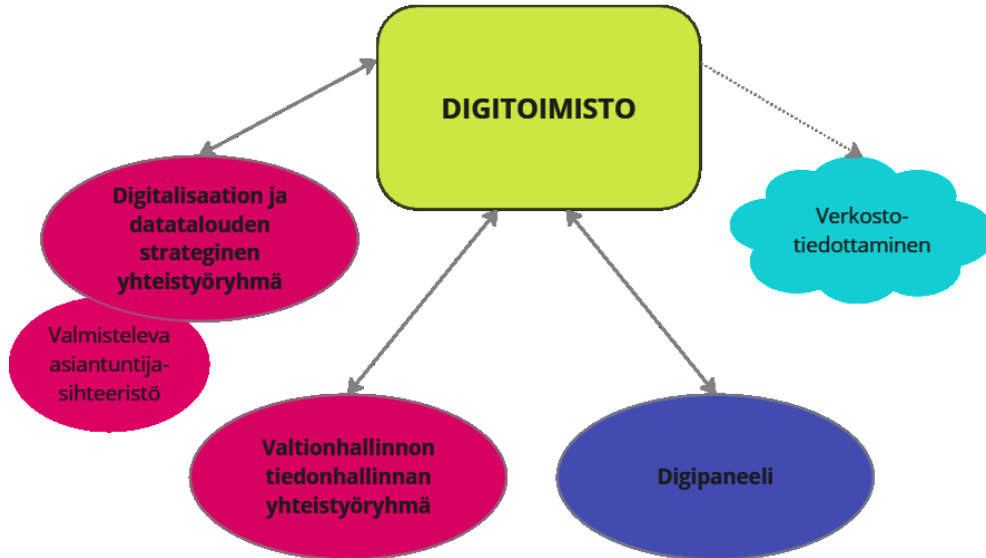 DIGITOIMISTO
Digitalisaation ja
datatalouden
strateginen
yhteistyöryhmä
Verkosto-
tiedottaminen
Valmisteleva
asiantuntija-
sihteeristö
Valtionhallinnon
tiedonhallinnan
yhteistyöryhmä
Digipaneeli